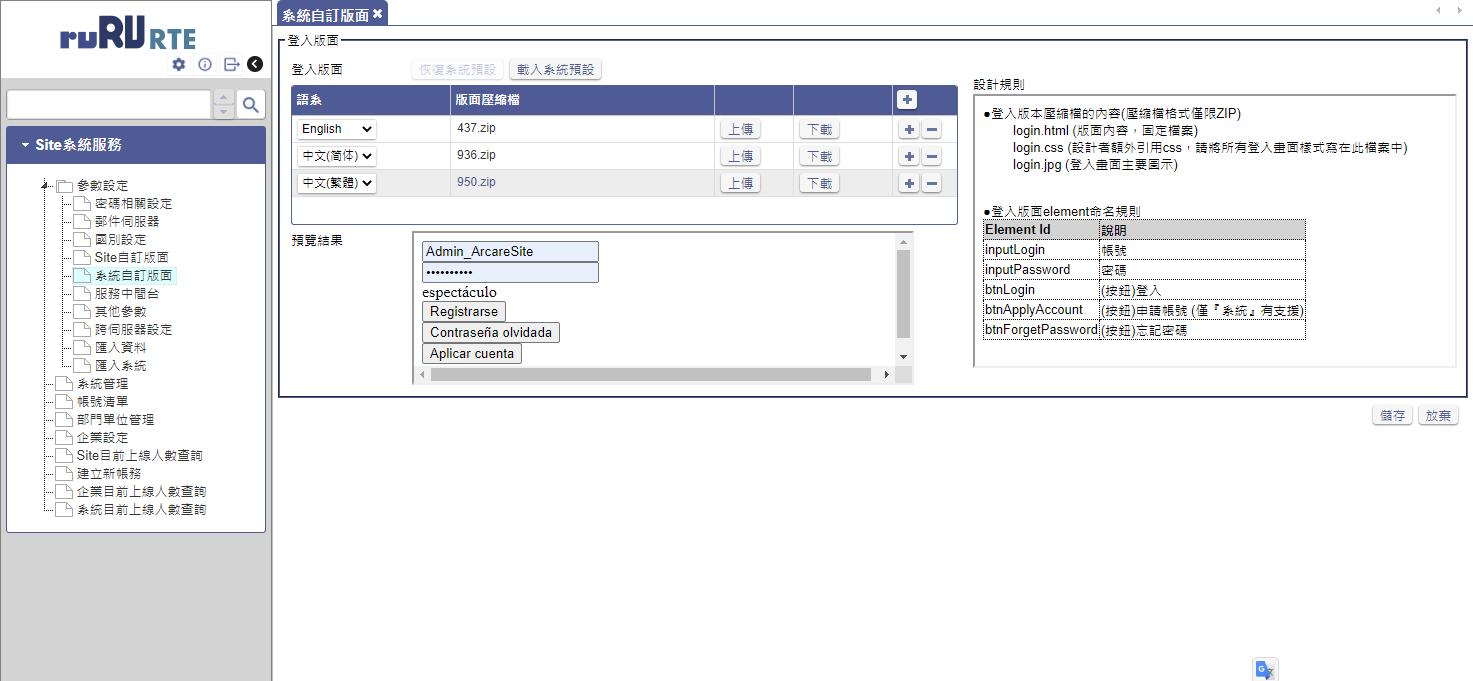 ruRU RTE
Site系統服務
參數設定
密碼相關設定
郵件伺服器
國別設定
Site自訂版面
系統自訂版面
服務中間台
其他參數
跨伺服器設定
匯入資料
匯入系統
系統管理
帳號清單
部門單位管理
企業設定
Site目前上線人數查詢
建立新帳務
企業目前上線人數查詢
系統目前上線人數查詢
系統自訂版面
登入版面
登入版面 恢復系統預設 載入系統預設
語系 版面壓縮檔
English 437.zip 上傳 下載
中文(简体) 936.zip 上傳 下載
中文(繁體) 950.zip 上傳 下載
預覽結果
Admin_ArcareSite
••••••••••
espectáculo
Registrarse
Contraseña olvidada
Aplicar cuenta
設計規則
●登入版本壓縮檔的內容(壓縮檔格式僅限ZIP)
login.html (版面內容，固定檔案)
login.css (設計者額外引用css，請將所有登入畫面樣式寫在此檔案中)
login.jpg (登入畫面主要圖示)
●登入版面element命名規則
Element Id 說明
inputLogin 帳號
inputPassword 密碼
btnLogin (按鈕)登入
btnApplyAccount (按鈕)申請帳號 (僅『系統』有支援)
btnForgetPassword (按鈕)忘記密碼
儲存 放棄